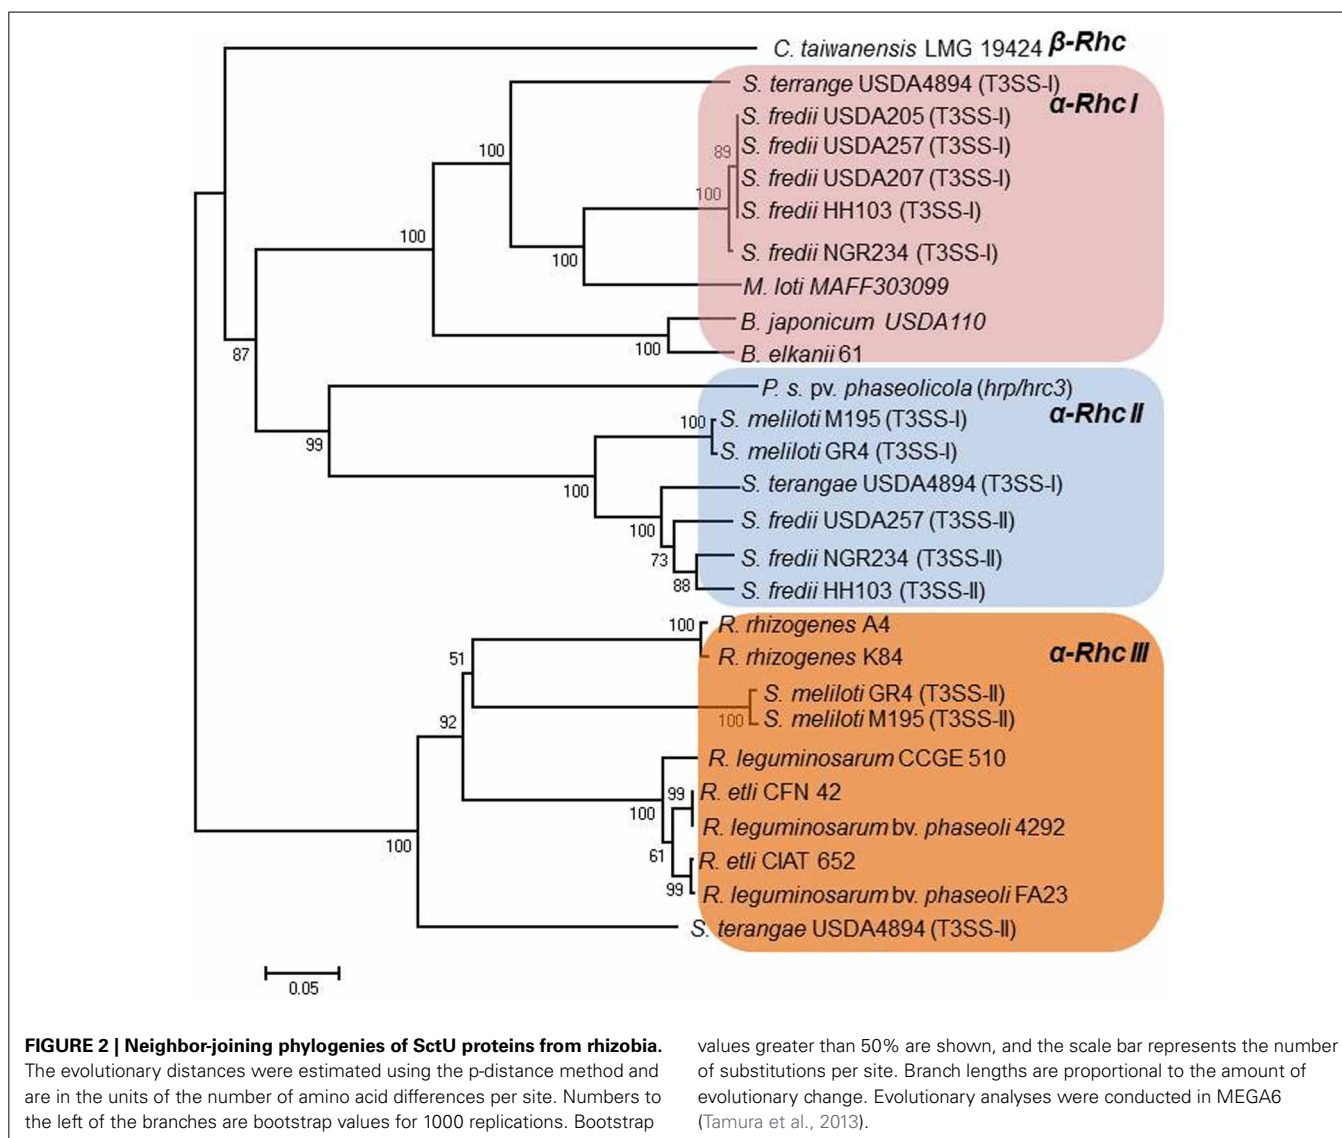 C. taiwanensis LMG 19424 β-Rhc
S. terrange USDA4894 (T3SS-I)
α-Rhc I
S. fredii USDA205 (T3SS-I)
89 S. fredii USDA257 (T3SS-I)
100
100 S. fredii USDA207 (T3SS-I)
S. fredii HH103 (T3SS-I)
100
100 S. fredii NGR234 (T3SS-I)
M. loti MAFF303099
B. japonicum USDA110
100 B. elkanii 61
87
P. s. pv. phaseolicola (hrp/hrc3)
α-Rhc II
100 S. meliloti M195 (T3SS-I)
99 S. meliloti GR4 (T3SS-I)
100 S. terangae USDA4894 (T3SS-I)
100 S. fredii USDA257 (T3SS-II)
73 S. fredii NGR234 (T3SS-II)
88 S. fredii HH103 (T3SS-II)
100 R. rhizogenes A4
α-Rhc III
51 R. rhizogenes K84
S. meliloti GR4 (T3SS-II)
92 100 S. meliloti M195 (T3SS-II)
R. leguminosarum CCGE 510
99 R. etli CFN 42
100 R. leguminosarum bv. phaseoli 4292
100 61 R. etli CIAT 652
99 R. leguminosarum bv. phaseoli FA23
S. terangae USDA4894 (T3SS-II)
0.05
FIGURE 2 | Neighbor-joining phylogenies of SctU proteins from rhizobia.
The evolutionary distances were estimated using the p-distance method and
are in the units of the number of amino acid differences per site. Numbers to
the left of the branches are bootstrap values for 1000 replications. Bootstrap
values greater than 50% are shown, and the scale bar represents the number
of substitutions per site. Branch lengths are proportional to the amount of
evolutionary change. Evolutionary analyses were conducted in MEGA6
(Tamura et al., 2013).